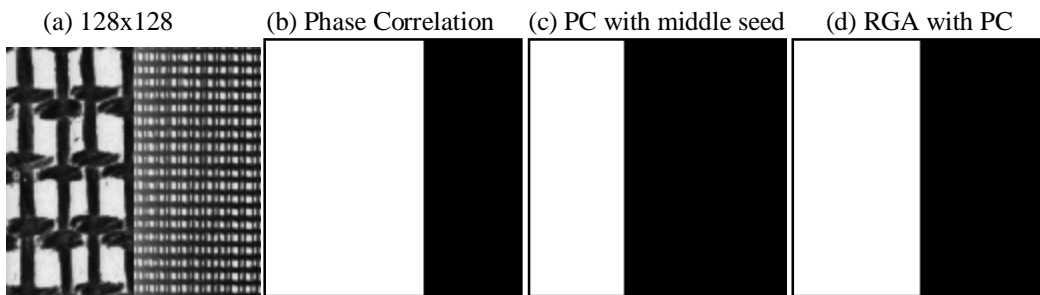 (a) 128x128 (b) Phase Correlation (c) PC with middle seed (d) RGA with PC